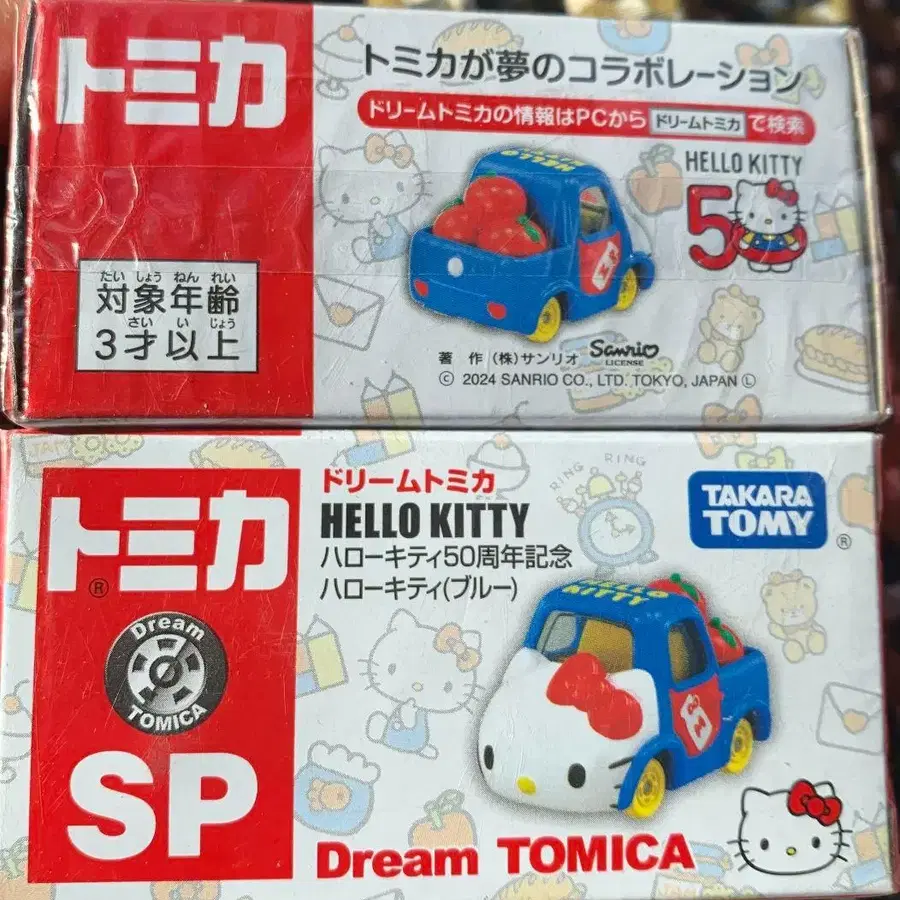 トミカ
トミカが夢のコラボレーション
ドリームトミカの情報はPCから ドリームトミカ で検索
HELLO KITTY
50
HELLO KITTY
たい しょう ねん れい
対象年齢
さい い じょう
3才以上
著 作 (株)サンリオ Sanrio
LICENSE
© 2024 SANRIO CO., LTD. TOKYO, JAPAN Ⓛ
トミカ®
Dream
TOMICA
SP
ドリームトミカ
HELLO KITTY
ハローキティ50周年記念
ハローキティ(ブルー)
RING RING
TAKARA
TOMY®
HELLO
KITTY
Dream TOMICA